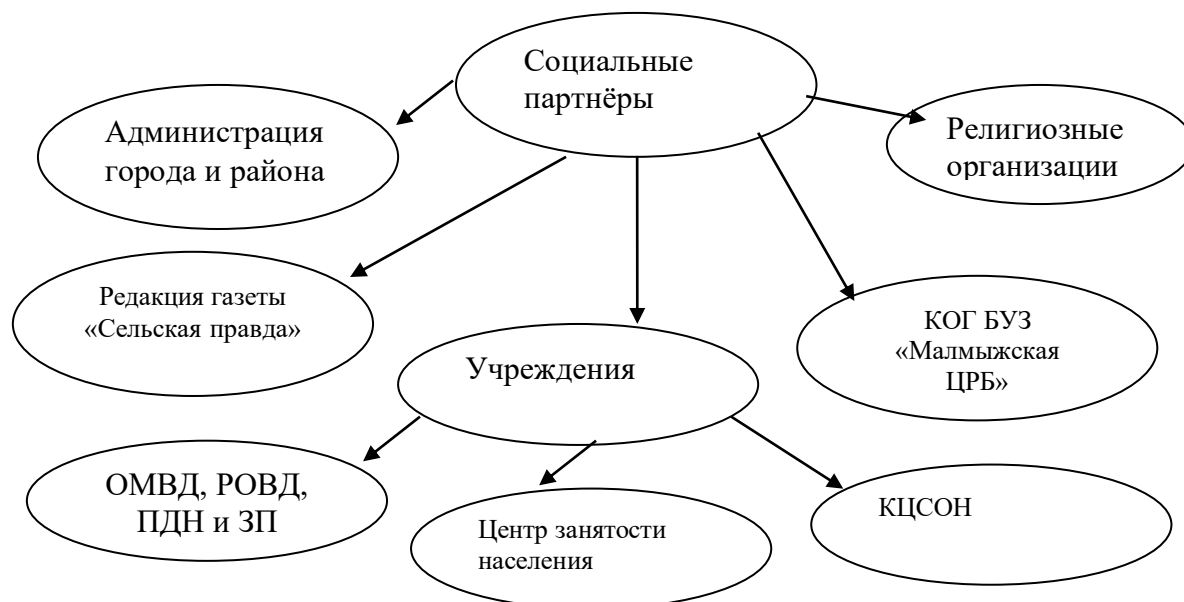 Социальные
партнёры
Администрация
города и района
Религиозные
организации
Редакция газеты
«Сельская правда»
КОГ БУЗ
«Малмыжская
ЦРБ»
Учреждения
ОМВД, РОВД,
ПДН и ЗП
Центр занятости
населения
КЦСОН